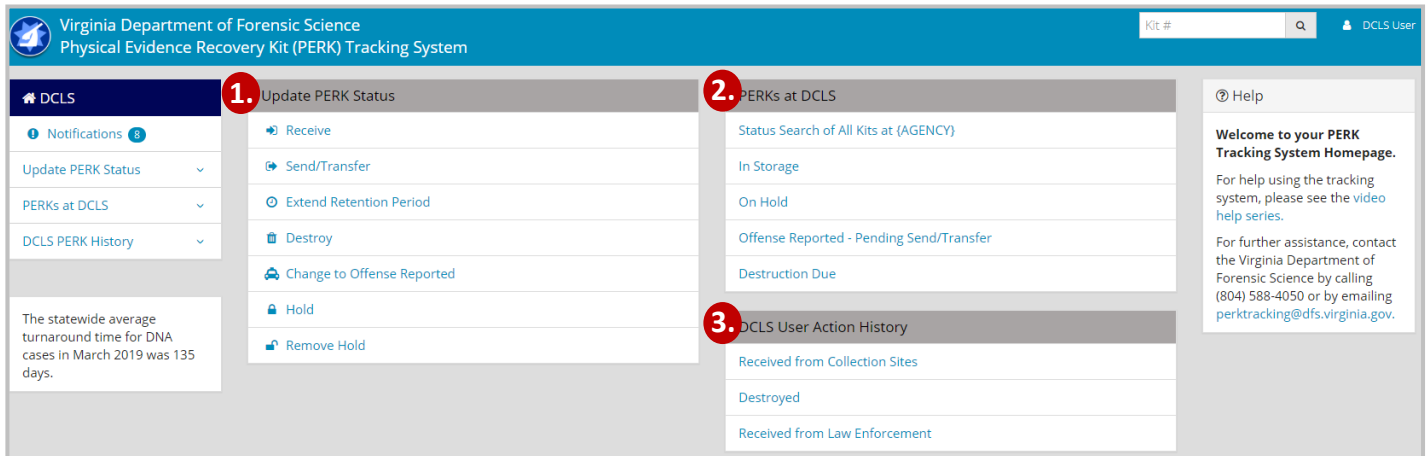 Virginia Department of Forensic Science
Physical Evidence Recovery Kit (PERK) Tracking System
Kit #
DCLS User
DCLS
Notifications 8
Update PERK Status
PERKs at DCLS
DCLS PERK History
The statewide average
turnaround time for DNA
cases in March 2019 was 135
days.
1.
Update PERK Status
Receive
Send/Transfer
Extend Retention Period
Destroy
Change to Offense Reported
Hold
Remove Hold
2.
PERKs at DCLS
Status Search of All Kits at {AGENCY}
In Storage
On Hold
Offense Reported - Pending Send/Transfer
Destruction Due
3.
DCLS User Action History
Received from Collection Sites
Destroyed
Received from Law Enforcement
Help
Welcome to your PERK
Tracking System Homepage.
For help using the tracking
system, please see the video
help series.
For further assistance, contact
the Virginia Department of
Forensic Science by calling
(804) 588-4050 or by emailing
perktracking@dfs.virginia.gov.